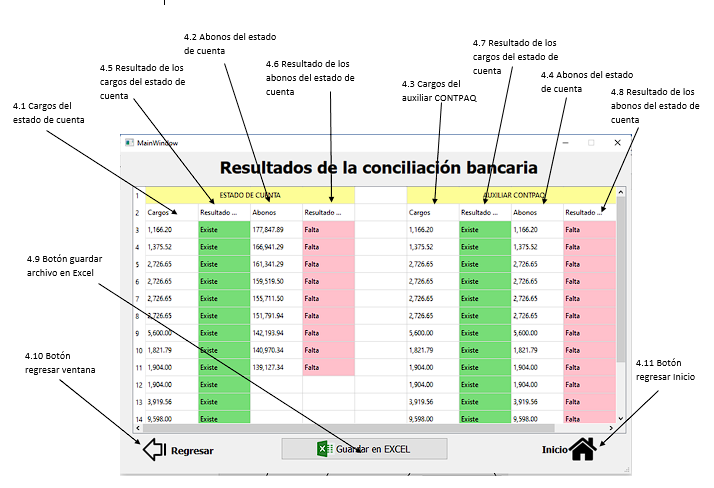 4.2 Abonos del estado
de cuenta
4.7 Resultado de los
cargos del estado de
cuenta
4.5 Resultado de los
cargos del estado de
cuenta
4.6 Resultado de los
abonos del estado de
cuenta
4.3 Cargos del
auxiliar CONTPAQ
4.4 Abonos del estado
de cuenta
4.8 Resultado de los
abonos del estado de
cuenta
4.1 Cargos del
estado de cuenta
MainWindow
Resultados de la conciliación bancaria
1 ESTADO DE CUENTA AUXILIAR CONTPAQ
2 Cargos Resultado ... Abonos Resultado ... Cargos Resultado ... Abonos Resultado ...
3 1,166.20 Existe 177,847.89 Falta 1,166.20 Existe 1,166.20 Falta
4 1,375.52 Existe 166,941.29 Falta 1,375.52 Existe 1,375.52 Falta
5 2,726.65 Existe 161,341.29 Falta 2,726.65 Existe 2,726.65 Falta
6 2,726.65 Existe 159,519.50 Falta 2,726.65 Existe 2,726.65 Falta
7 2,726.65 Existe 155,711.50 Falta 2,726.65 Existe 2,726.65 Falta
8 2,726.65 Existe 151,791.94 Falta 2,726.65 Existe 2,726.65 Falta
9 5,600.00 Existe 142,193.94 Falta 5,600.00 Existe 5,600.00 Falta
10 1,821.79 Existe 140,970.34 Falta 1,821.79 Existe 1,821.79 Falta
11 1,904.00 Existe 139,127.34 Falta 1,904.00 Existe 1,904.00 Falta
12 1,904.00 Existe 1,904.00 Existe 1,904.00 Falta
13 3,919.56 Existe 3,919.56 Existe 3,919.56 Falta
14 9,598.00 Existe 9,598.00 Existe 9,598.00 Falta
4.9 Botón guardar
archivo en Excel
4.10 Botón
regresar ventana
4.11 Botón
regresar Inicio
Regresar
Guardar en EXCEL
Inicio